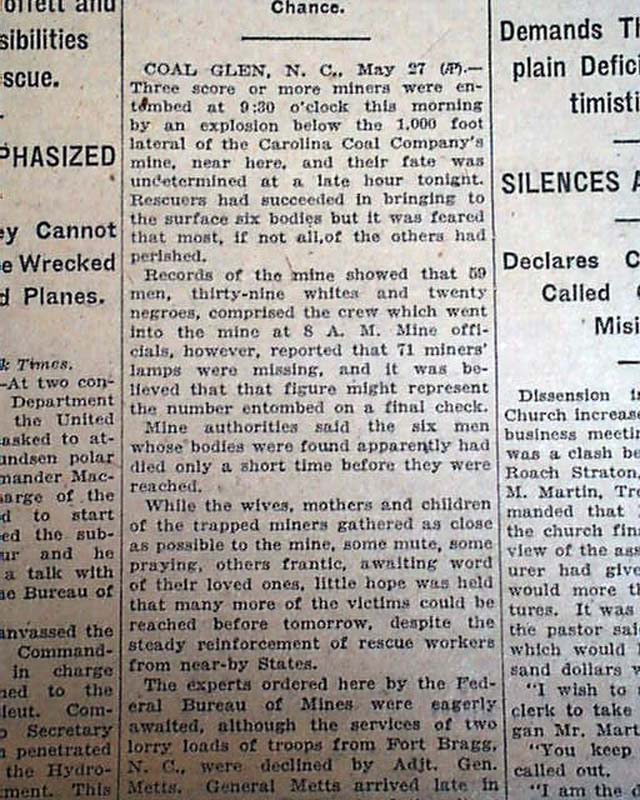 offett and
sibilities
scue.
PHASIZED
ey Cannot
e Wrecked
d Planes.
k Times.
—At two con-
Department
the United
asked to at-
undsen polar
mander Mac-
arge of the
d to start
ed the sub-
ur and he
a talk with
e Bureau of
anvassed the
Command-
in charge
ned to the
ieut. Com-
o Secretary
n penetrated
the Hydro-
ment. This
Chance.
COAL GLEN, N. C., May 27 (AP).—
Three score or more miners were en-
tombed at 9:30 o'clock this morning
by an explosion below the 1,000 foot
lateral of the Carolina Coal Company's
mine, near here, and their fate was
undetermined at a late hour tonight.
Rescuers had succeeded in bringing to
the surface six bodies but it was feared
that most, if not all,of the others had
perished.
Records of the mine showed that 59
men, thirty-nine whites and twenty
negroes, comprised the crew which went
into the mine at 8 A. M. Mine offi-
cials, however, reported that 71 miners'
lamps were missing, and it was be-
lieved that that figure might represent
the number entombed on a final check.
Mine authorities said the six men
whose bodies were found apparently had
died only a short time before they were
reached.
While the wives, mothers and children
of the trapped miners gathered as close
as possible to the mine, some mute, some
praying, others frantic, awaiting word
of their loved ones, little hope was held
that many more of the victims could be
reached before tomorrow, despite the
steady reinforcement of rescue workers
from near-by States.
The experts ordered here by the Fed-
eral Bureau of Mines were eagerly
awaited, although the services of two
lorry loads of troops from Fort Bragg,
N. C., were declined by Adjt. Gen.
Metts. General Metts arrived late in
Demands Th
plain Defici
timisti
SILENCES A
Declares C
Called
Misi
Dissension i
Church increase
business meetin
was a clash be
Roach Straton,
M. Martin, Tr
manded that
the church fin
view of the ass
urer had give
would more th
tures. It was
the pastor sai
which would
sand dollars w
"I wish to
clerk to take
gan Mr. Mart
"You keep
called out.
"I am the c